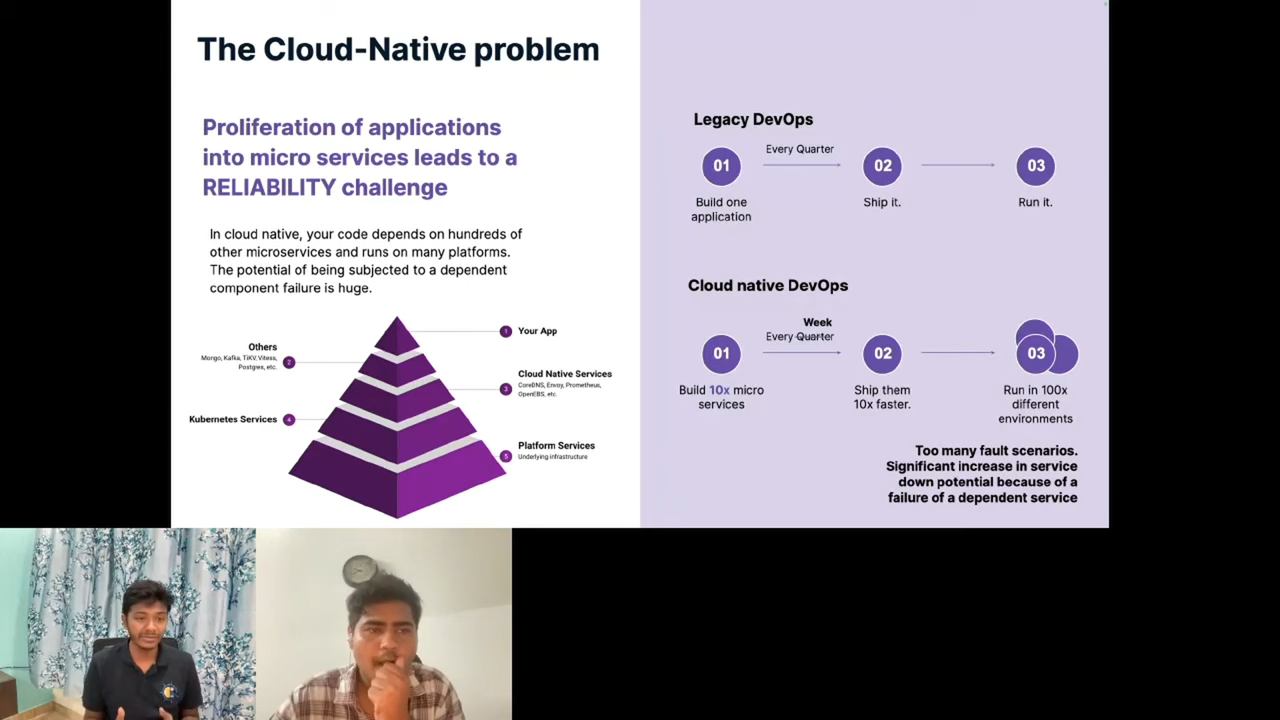 The Cloud-Native problem
Proliferation of applications
into micro services leads to a
RELIABILITY challenge
In cloud native, your code depends on hundreds of
other microservices and runs on many platforms.
The potential of being subjected to a dependent
component failure is huge.
1 Your App
Others
Mongo, Kafka, TiKV, Vitess,
Postgres, etc.
2
Cloud Native Services
3 CoreDNS, Envoy, Prometheus,
OpenEBS, etc.
Kubernetes Services 4
Platform Services
5 Underlying infrastructure
Legacy DevOps
01
Every Quarter
02
03
Build one
application
Ship it.
Run it.
Cloud native DevOps
Week
Every Quarter
01
02
03
Build 10x micro
services
Ship them
10x faster.
Run in 100x
different
environments
Too many fault scenarios.
Significant increase in service
down potential because of a
failure of a dependent service